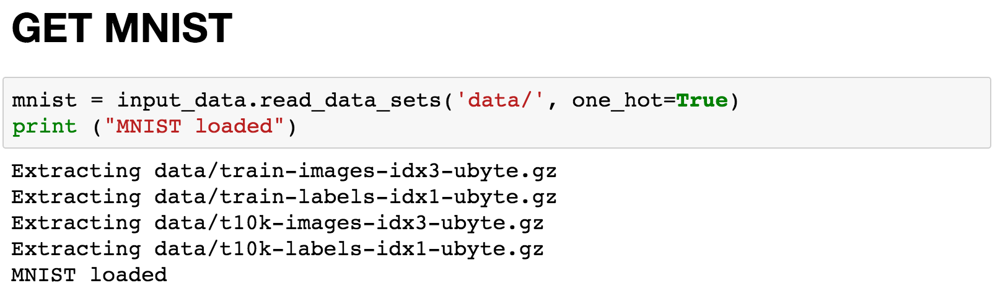 GET MNIST
mnist = input_data.read_data_sets('data/', one_hot=True)
print ("MNIST loaded")
Extracting data/train-images-idx3-ubyte.gz
Extracting data/train-labels-idx1-ubyte.gz
Extracting data/t10k-images-idx3-ubyte.gz
Extracting data/t10k-labels-idx1-ubyte.gz
MNIST loaded